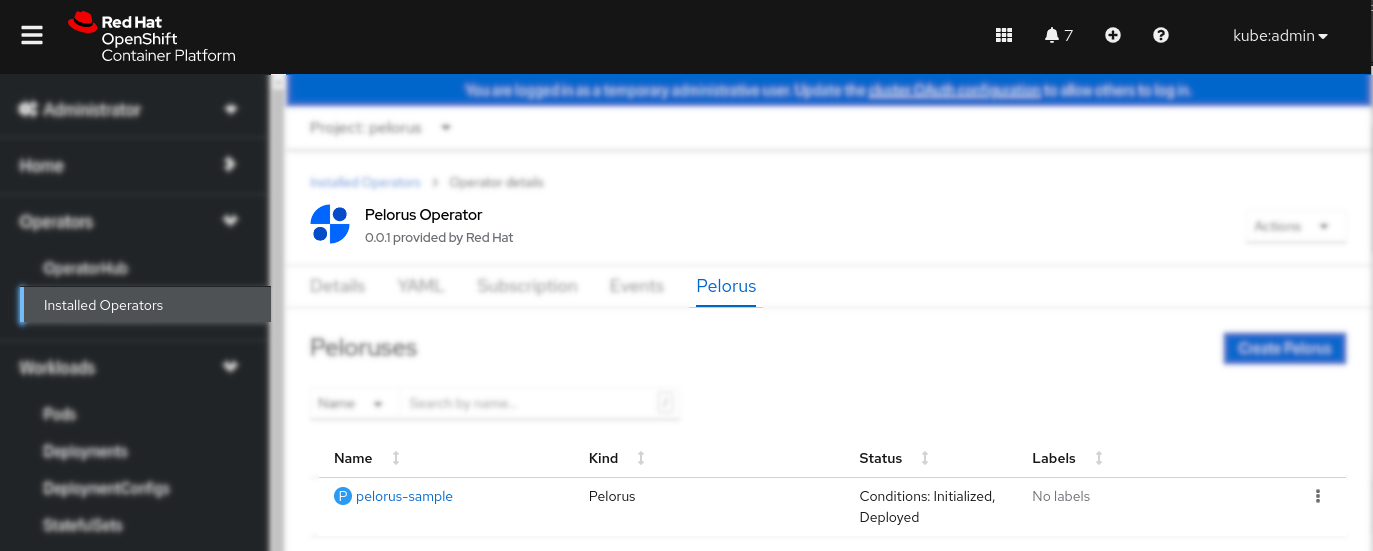 Red Hat
OpenShift
Container Platform
7
kube:admin
You are logged in as a temporary administrative user. Update the cluster OAuth configuration to allow others to log in.
Administrator
Project: pelorus
Home
Installed Operators
Operator details
Operators
Pelorus Operator
0.0.1 provided by Red Hat
Actions
OperatorHub
Details YAML Subscription Events Pelorus
Installed Operators
Peloruses
Create Pelorus
Workloads
Name Search by name... /
Pods
Deployments
Name Kind Status Labels
DeploymentConfigs
P pelorus-sample Pelorus Conditions: Initialized, No labels
Deployed
StatefulSets